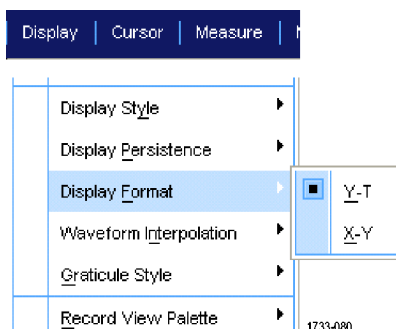 Display | Cursor | Measure |
Display Style
Display Persistence
Display Format
Y-T
Waveform Interpolation
X-Y
Graticule Style
Record View Palette
1733-080